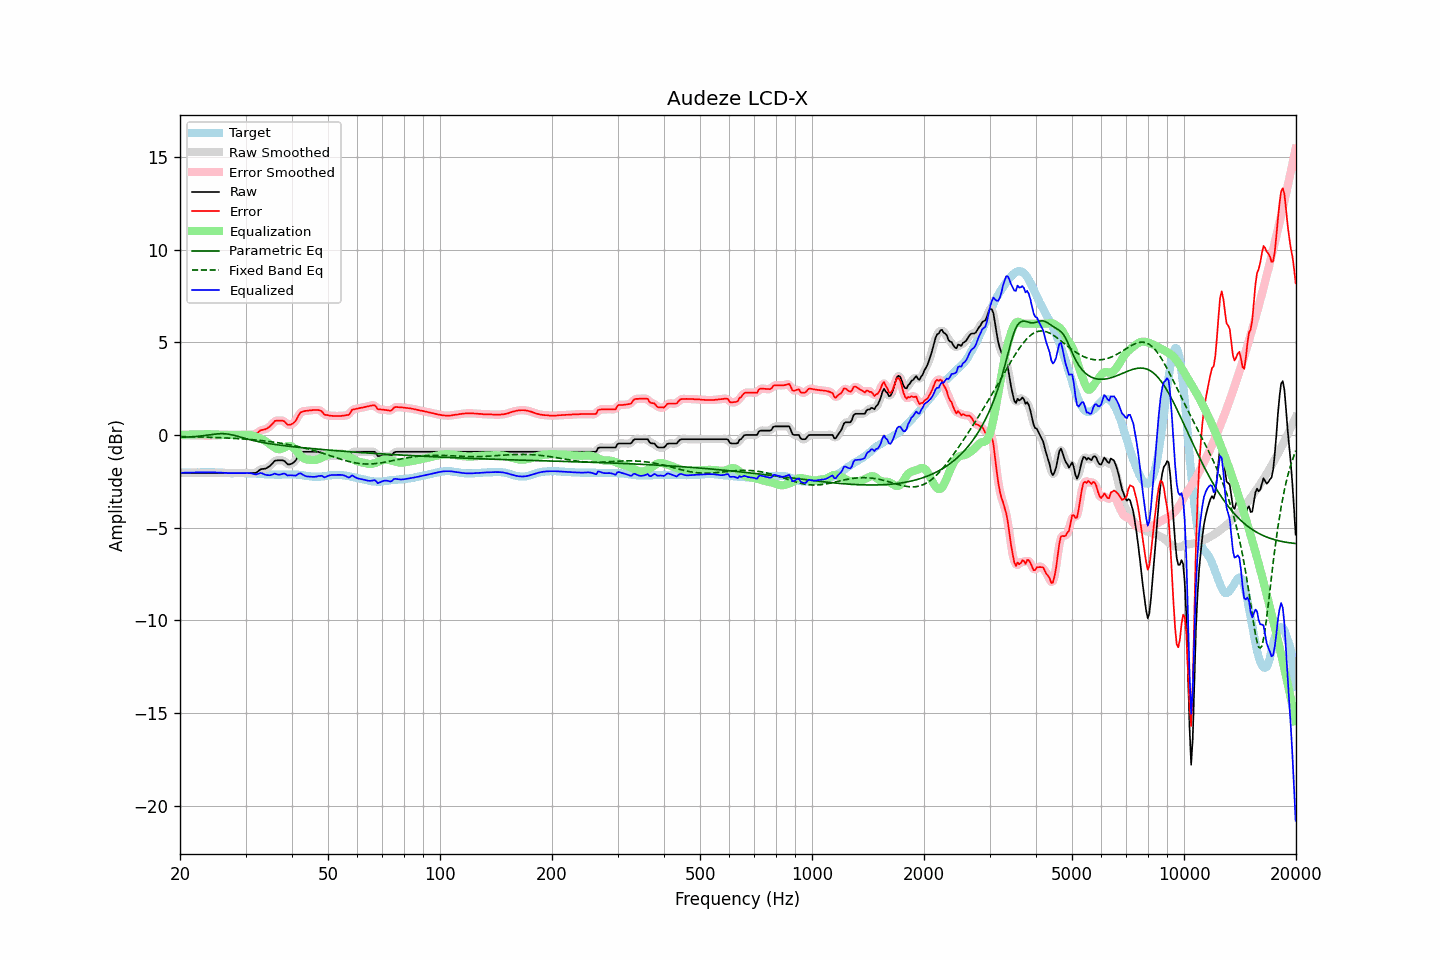 Audeze LCD-X
Target
Raw Smoothed
Error Smoothed
Raw
Error
Equalization
Parametric Eq
Fixed Band Eq
Equalized
15
10
5
0
−5
−10
−15
−20
Amplitude (dBr)
20 50 100 200 500 1000 2000 5000 10000 20000
Frequency (Hz)